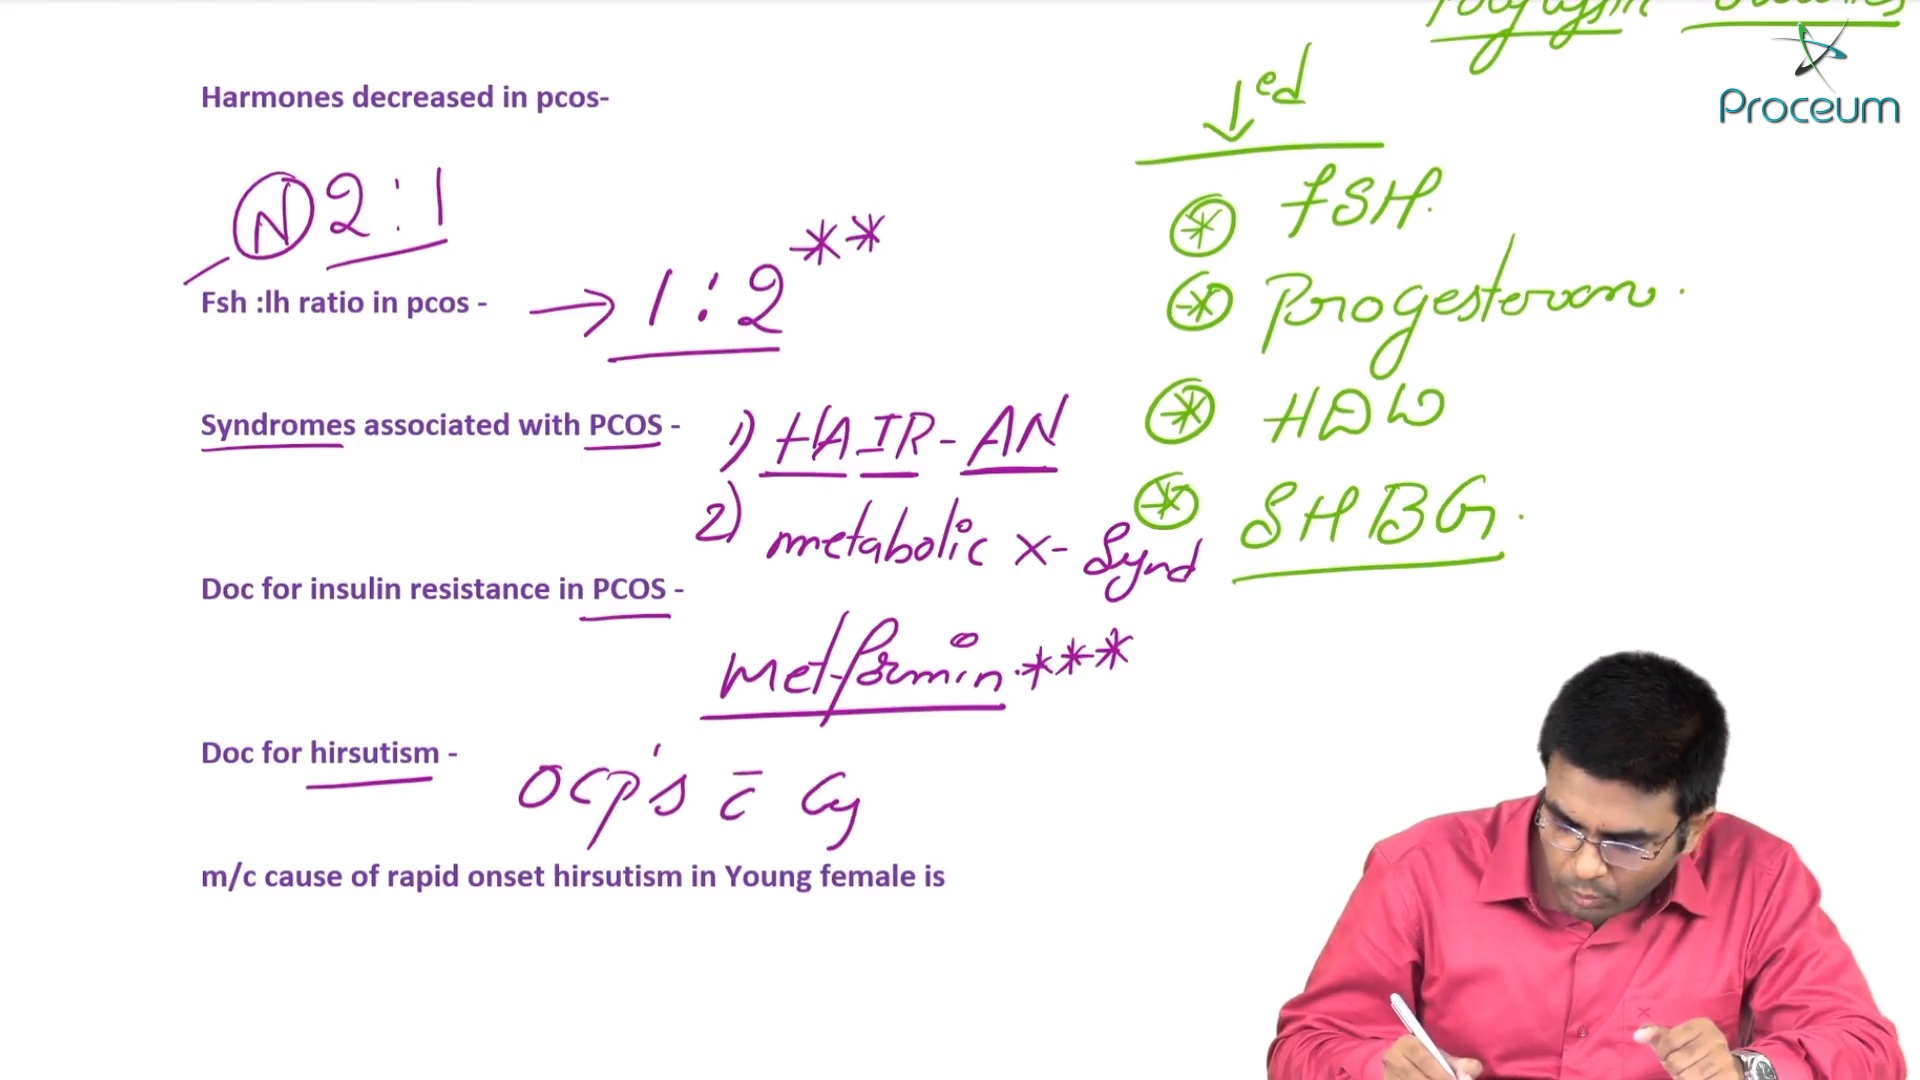 Proceum
Harmones decreased in pcos-
N 2 : 1
Fsh :lh ratio in pcos - → 1 : 2 **
Syndromes associated with PCOS - 1) HAIR-AN
2) metabolic x- Synd
Doc for insulin resistance in PCOS -
metformin. ***
Doc for hirsutism - OCP's c̄ Cy
m/c cause of rapid onset hirsutism in Young female is
↓ed
* FSH.
* 
* HDL
* SHBG.